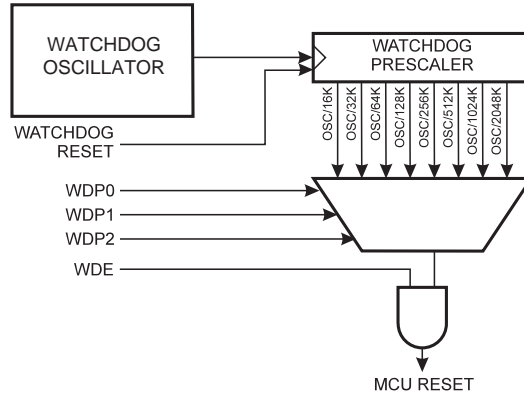 WATCHDOG
OSCILLATOR
WATCHDOG
PRESCALER
WATCHDOG
RESET
OSC/16K
OSC/32K
OSC/64K
OSC/128K
OSC/256K
OSC/512K
OSC/1024K
OSC/2048K
WDP0
WDP1
WDP2
WDE
MCU RESET